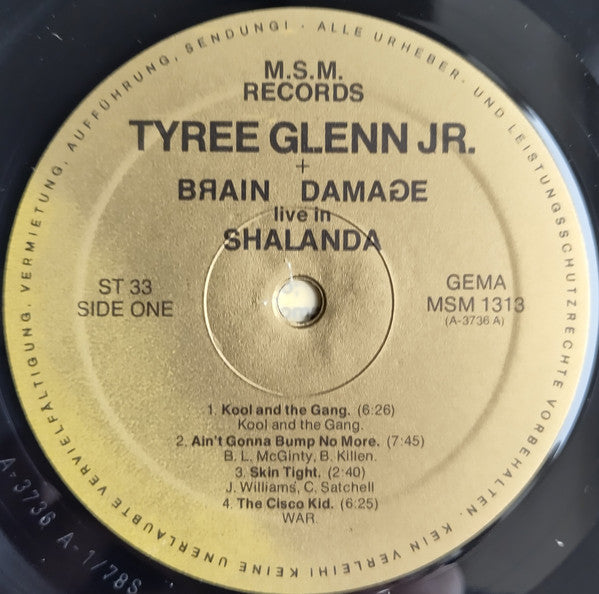 M.S.M.
RECORDS
TYREE GLENN JR.
+
BЯAIN DAMAGE
live in
SHALANDA
ST 33
SIDE ONE
GEMA
MSM 1313
(A-3736 A)
1. Kool and the Gang. (6:26)
Kool and the Gang.
2. Ain't Gonna Bump No More. (7:45)
B. L. McGinty, B. Killen.
3. Skin Tight. (2:40)
J. Williams, C. Satchell
4. The Cisco Kid. (6:25)
WAR.
ALLE URHEBER- UND LEISTUNGSSCHUTZRECHTE VORBEHALTEN. KEIN VERLEIH! KEINE UNERLAUBTE VERVIELFÄLTIGUNG, VERMIETUNG, AUFFÜHRUNG, SENDUNG! ·
A-3736 A-1/78S